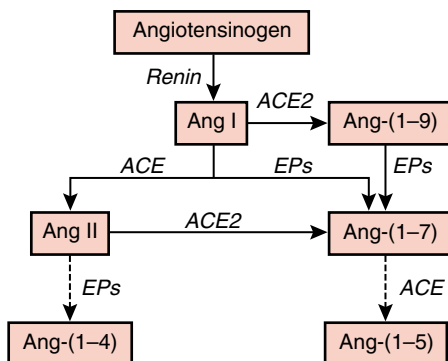 Angiotensinogen
Renin
Ang I
ACE2
Ang-(1–9)
ACE
EPs
EPs
Ang II
ACE2
Ang-(1–7)
EPs
ACE
Ang-(1–4)
Ang-(1–5)